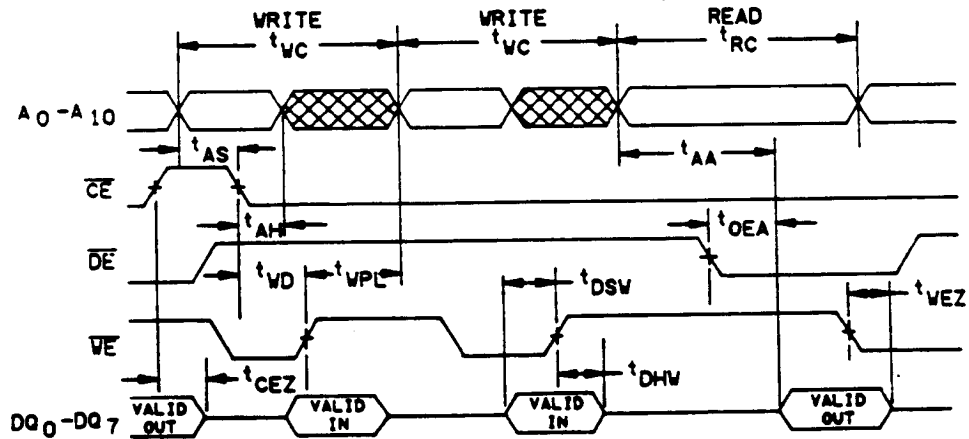 WRITE WRITE READ
tWC tWC tRC
A0-A10
tAS tAA
CE
tAH tOEA
DE
tWD tWPL tDSW tWEZ
WE
tCEZ tDHW
DQ0-DQ7 VALID OUT VALID IN VALID IN VALID OUT